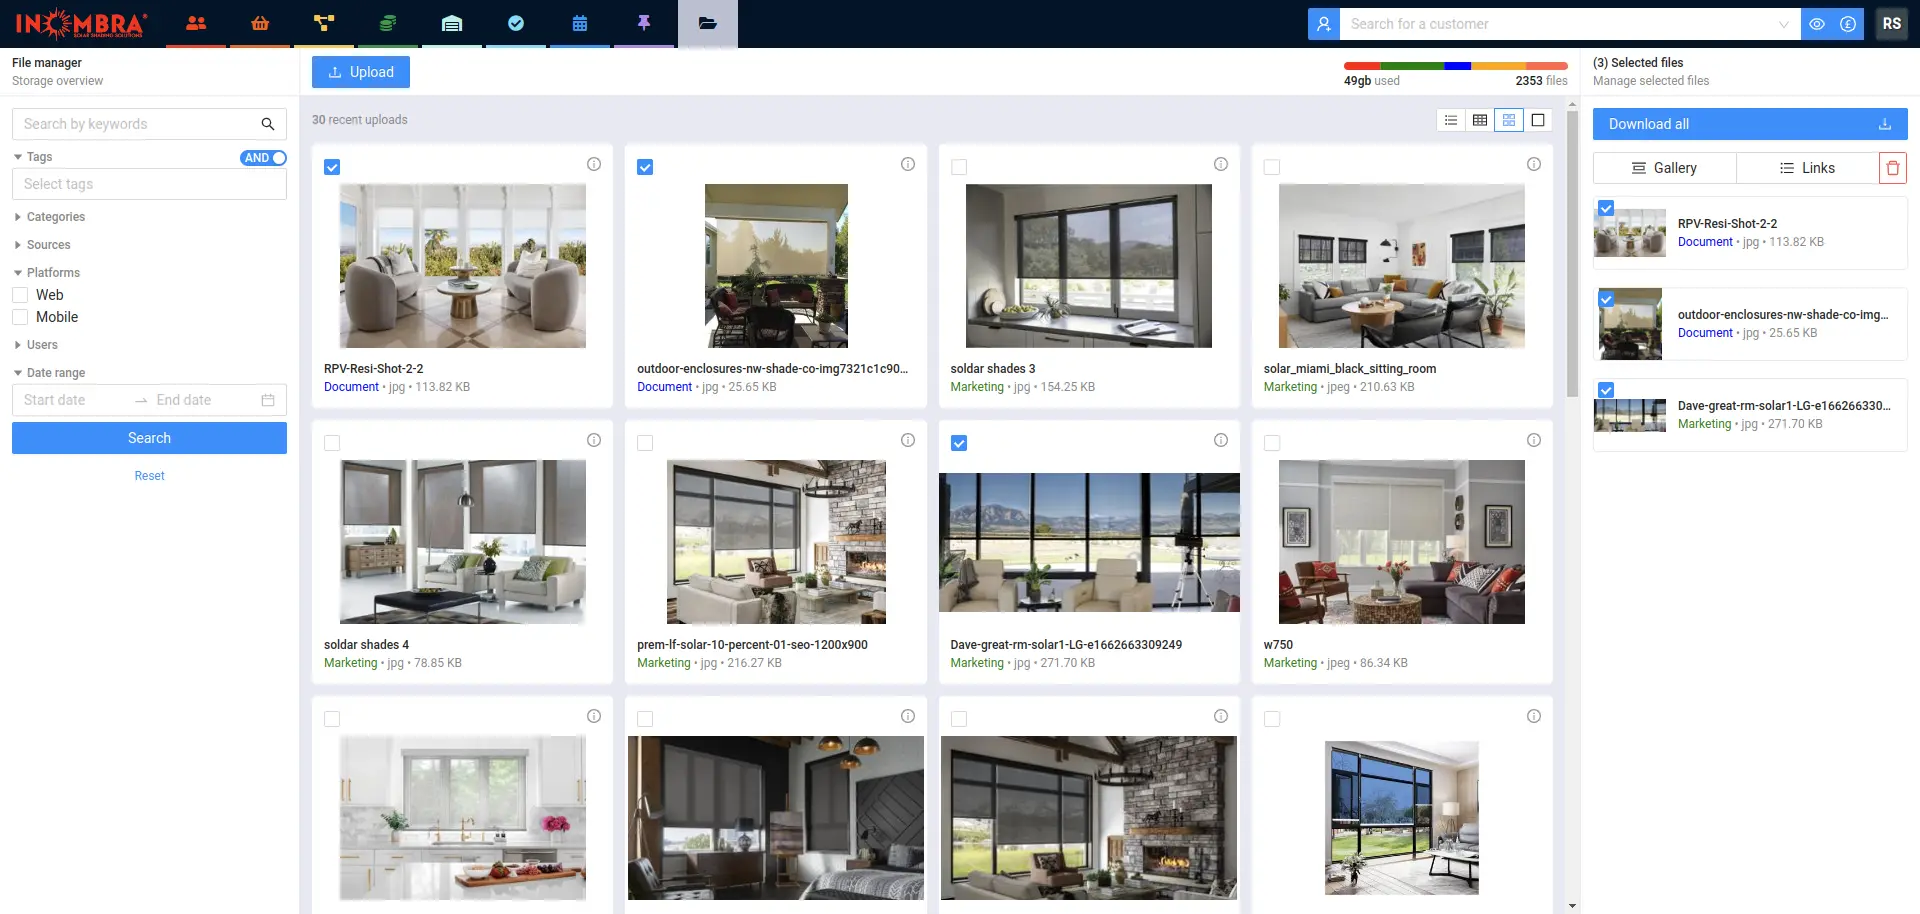 INOMBRA
SOLAR SHADING SOLUTIONS
Search for a customer
RS
File manager
Storage overview
Upload
49gb used
2353 files
(3) Selected files
Manage selected files
Search by keywords
Tags
AND
Select tags
Categories
Sources
Platforms
Web
Mobile
Users
Date range
Start date → End date
Search
Reset
30 recent uploads
RPV-Resi-Shot-2-2
Document • jpg • 113.82 KB
outdoor-enclosures-nw-shade-co-img7321c1c90...
Document • jpg • 25.65 KB
soldar shades 3
Marketing • jpg • 154.25 KB
solar_miami_black_sitting_room
Marketing • jpeg • 210.63 KB
soldar shades 4
Marketing • jpg • 78.85 KB
prem-lf-solar-10-percent-01-seo-1200x900
Marketing • jpg • 216.27 KB
Dave-great-rm-solar1-LG-e1662663309249
Marketing • jpg • 271.70 KB
w750
Marketing • jpeg • 86.34 KB
Download all
Gallery
Links
RPV-Resi-Shot-2-2
Document • jpg • 113.82 KB
outdoor-enclosures-nw-shade-co-img...
Document • jpg • 25.65 KB
Dave-great-rm-solar1-LG-e166266330...
Marketing • jpg • 271.70 KB